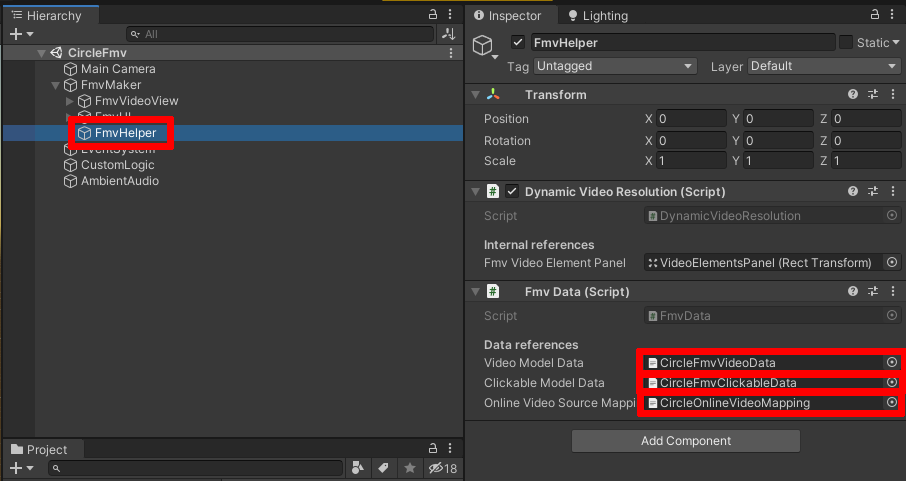 Hierarchy
All
CircleFmv
Main Camera
FmvMaker
FmvVideoView
FmvHelper
EventSystem
CustomLogic
AmbientAudio
Project
18
Inspector
Lighting
FmvHelper
Static
Tag Untagged Layer Default
Transform
Position X 0 Y 0 Z 0
Rotation X 0 Y 0 Z 0
Scale X 1 Y 1 Z 1
# Dynamic Video Resolution (Script)
Script # DynamicVideoResolution
Internal references
Fmv Video Element Panel VideoElementsPanel (Rect Transform)
# Fmv Data (Script)
Script # FmvData
Data references
Video Model Data CircleFmvVideoData
Clickable Model Data CircleFmvClickableData
Online Video Source Mappi CircleOnlineVideoMapping
Add Component